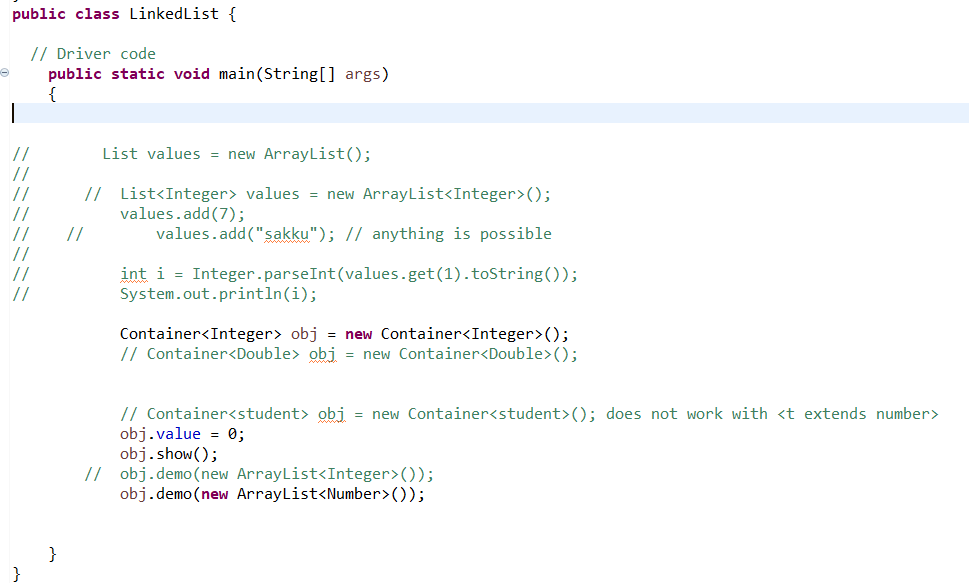 public class LinkedList {
// Driver code
public static void main(String[] args)
{
// List values = new ArrayList();
//
// // List<Integer> values = new ArrayList<Integer>();
// values.add(7);
// // values.add("sakku"); // anything is possible
//
// int i = Integer.parseInt(values.get(1).toString());
// System.out.println(i);
Container<Integer> obj = new Container<Integer>();
// Container<Double> obj = new Container<Double>();
// Container<student> obj = new Container<student>(); does not work with <t extends number>
obj.value = 0;
obj.show();
// obj.demo(new ArrayList<Integer>());
obj.demo(new ArrayList<Number>());
}
}